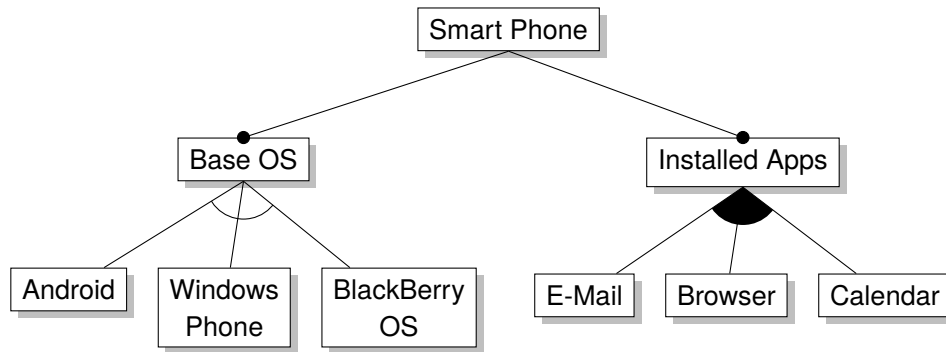 Smart Phone
Base OS
Installed Apps
Android
Windows
Phone
BlackBerry
OS
E-Mail
Browser
Calendar